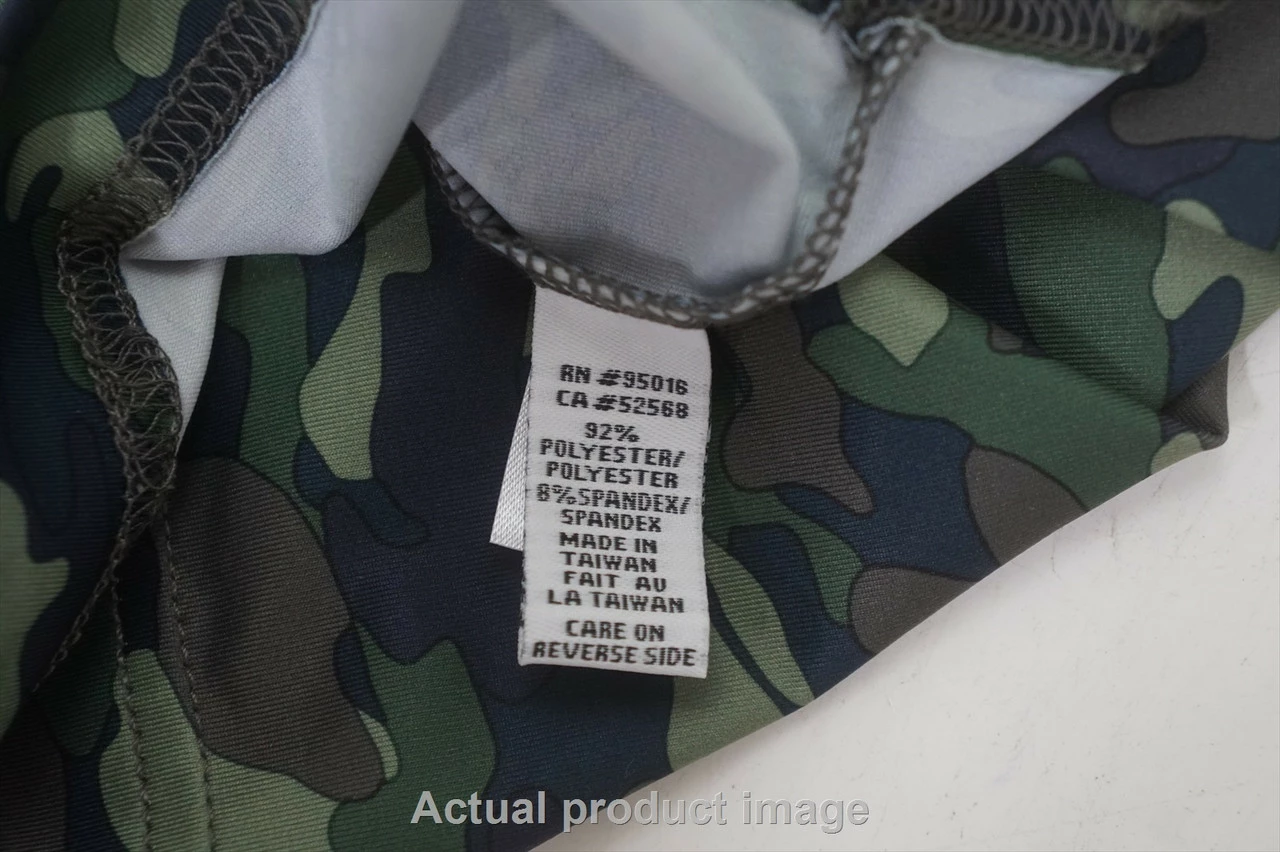 RN #95016
CA #52568
92%
POLYESTER/
POLYESTER
8%SPANDEX/
SPANDEX
MADE IN
TAIWAN
FAIT AU
LA TAIWAN
CARE ON
REVERSE SIDE
Actual product image